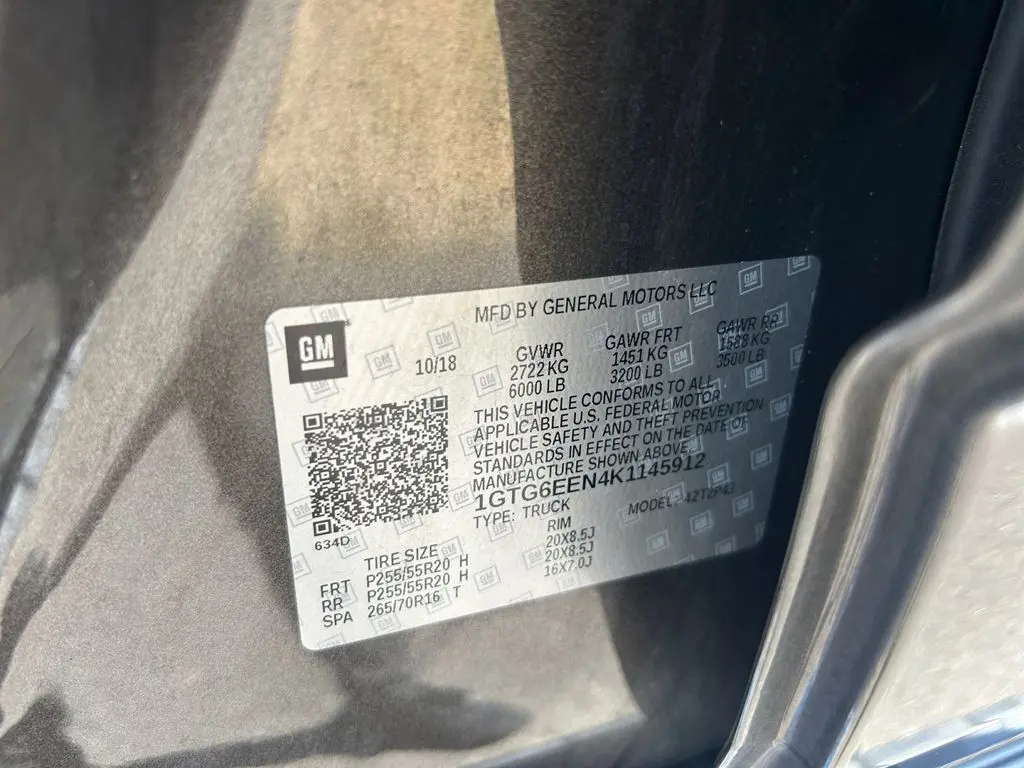 GM
MFD BY GENERAL MOTORS LLC
10/18
GVWR GAWR FRT GAWR RR
2722 KG 1451 KG 1588 KG
6000 LB 3200 LB 3500 LB
THIS VEHICLE CONFORMS TO ALL
APPLICABLE U.S. FEDERAL MOTOR
VEHICLE SAFETY AND THEFT PREVENTION
STANDARDS IN EFFECT ON THE DATE OF
MANUFACTURE SHOWN ABOVE.
1GTG6EEN4K1145912
TYPE: TRUCK MODEL:
634D
TIRE SIZE RIM
FRT P255/55R20 H 20X8.5J
RR P255/55R20 H 20X8.5J
SPA 265/70R16 T 16X7.0J